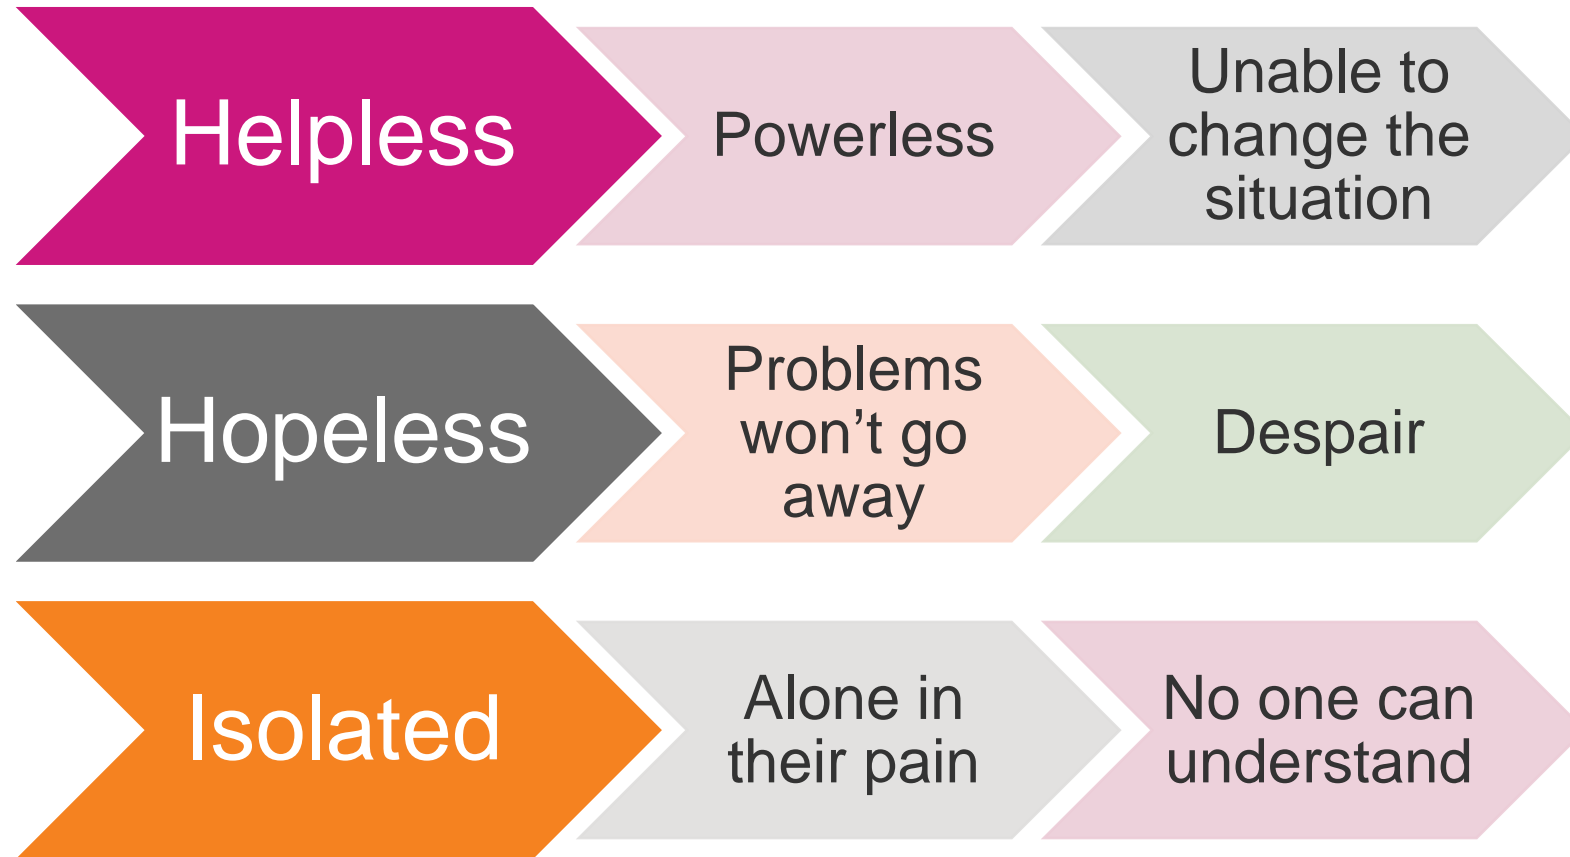 Helpless
Powerless
Unable to
change the
situation
Hopeless
Problems
won’t go
away
Despair
Isolated
Alone in
their pain
No one can
understand